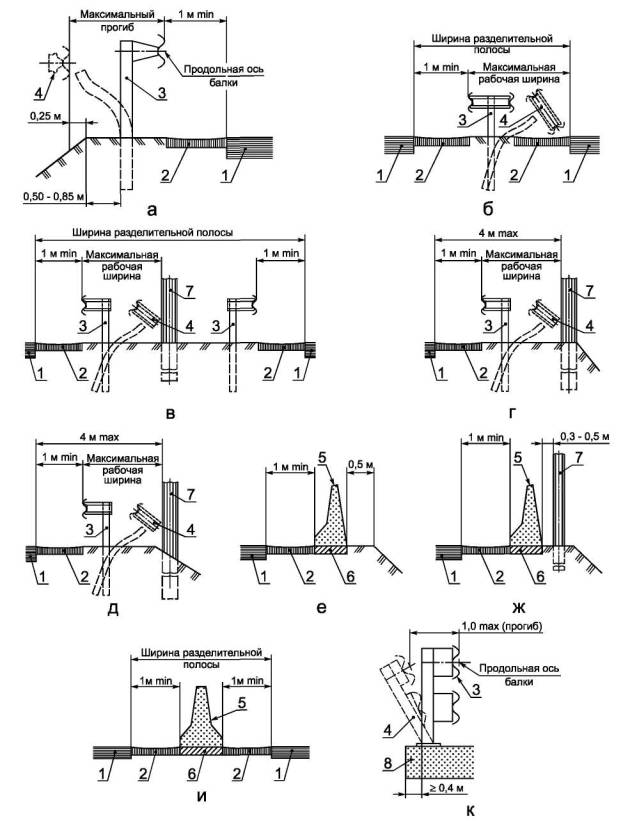 Максимальный
прогиб
1 м min
4
3
Продольная ось
балки
0,25 м
2
1
0,50 - 0,85 м
а
Ширина разделительной
полосы
1 м min
Максимальная
рабочая ширина
3
4
1
2
2
1
б
Ширина разделительной полосы
1 м min
Максимальная
рабочая
ширина
1 м min
7
3
4
3
1
2
2
1
в
4 м max
1 м min
Максимальная
рабочая
ширина
7
3
4
1
2
г
4 м max
1 м min
Максимальная
рабочая
ширина
7
3
4
1
2
д
1 м min
5
0,5 м
1
2
6
е
1 м min
5
0,3 - 0,5 м
7
1
2
6
ж
Ширина разделительной
полосы
1м min
1м min
5
1
2
6
2
1
и
1,0 max (прогиб)
Продольная ось
балки
3
4
8
≥ 0,4 м
к